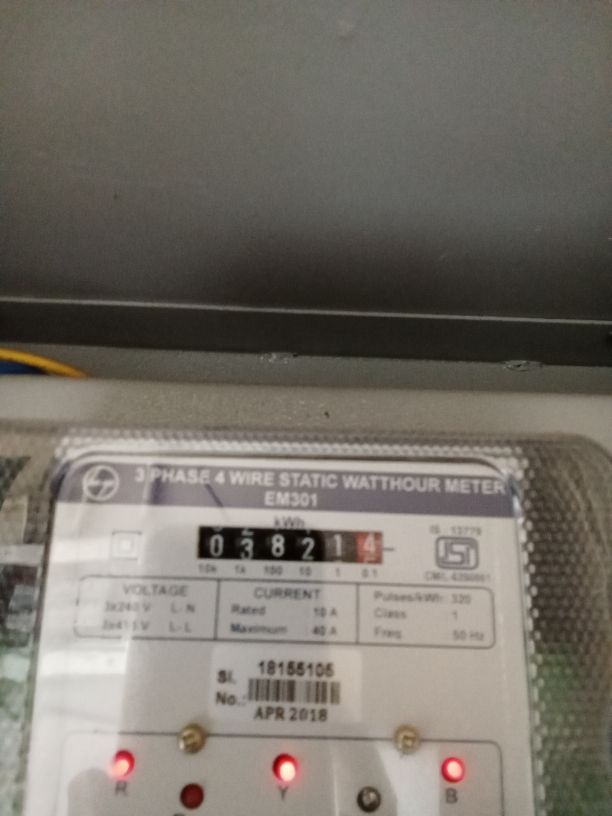 3 PHASE 4 WIRE STATIC WATTHOUR METER
EM301
kWh
0 3 8 2 1 4
10k 1k 100 10 1 0.1
IS 13779
ISI
VOLTAGE
3x240 V L-N
3x415 V L-L
CURRENT
Rated 10 A
Maximum 40 A
Pulses/kWh 320
Class 1
Freq. 50 Hz
Sl. No.: 18155105
APR 2018
R Y B